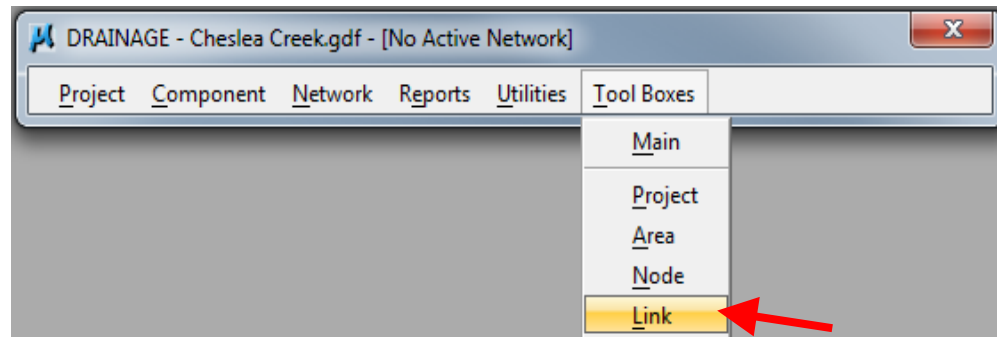 DRAINAGE - Cheslea Creek.gdf - [No Active Network]
Project Component Network Reports Utilities Tool Boxes
Main
Project
Area
Node
Link